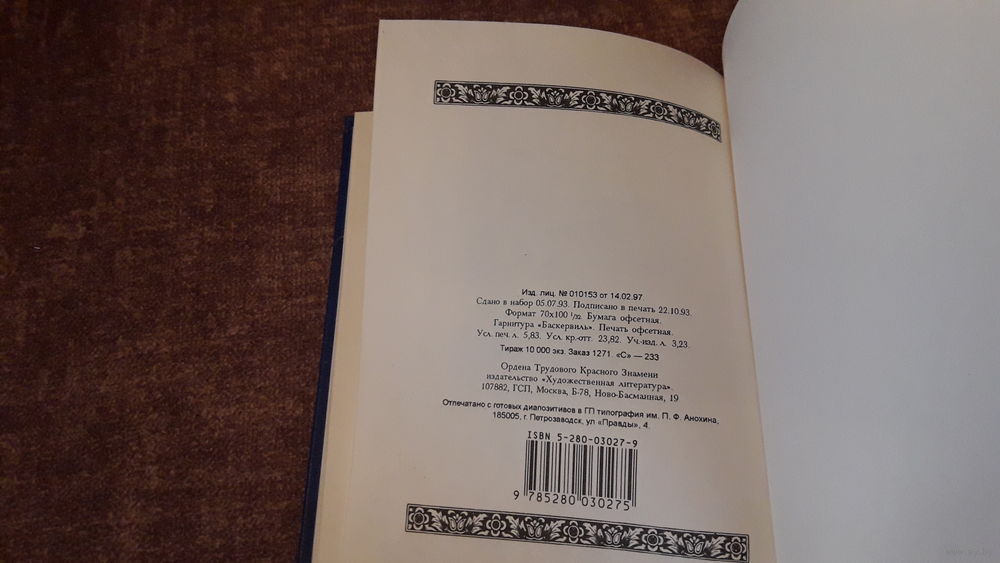 Изд. лиц. № 010153 от 14.02.97.
Сдано в набор 05.07.93. Подписано в печать 22.10.93.
Формат 70х100 1/32. Бумага офсетная.
Гарнитура «Баскервиль». Печать офсетная.
Усл. печ. л. 5,83. Усл. кр.-отт. 23,82. Уч.-изд. л. 3,23.
Тираж 10 000 экз. Заказ 1271. «С» — 233
Ордена Трудового Красного Знамени
издательство «Художественная литература».
107882, ГСП, Москва, Б-78, Ново-Басманная, 19
Отпечатано с готовых диапозитивов в ГП типография им. П. Ф. Анохина,
185005, г. Петрозаводск, ул «Правды», 4.
ISBN 5-280-03027-9
9 785280 030275